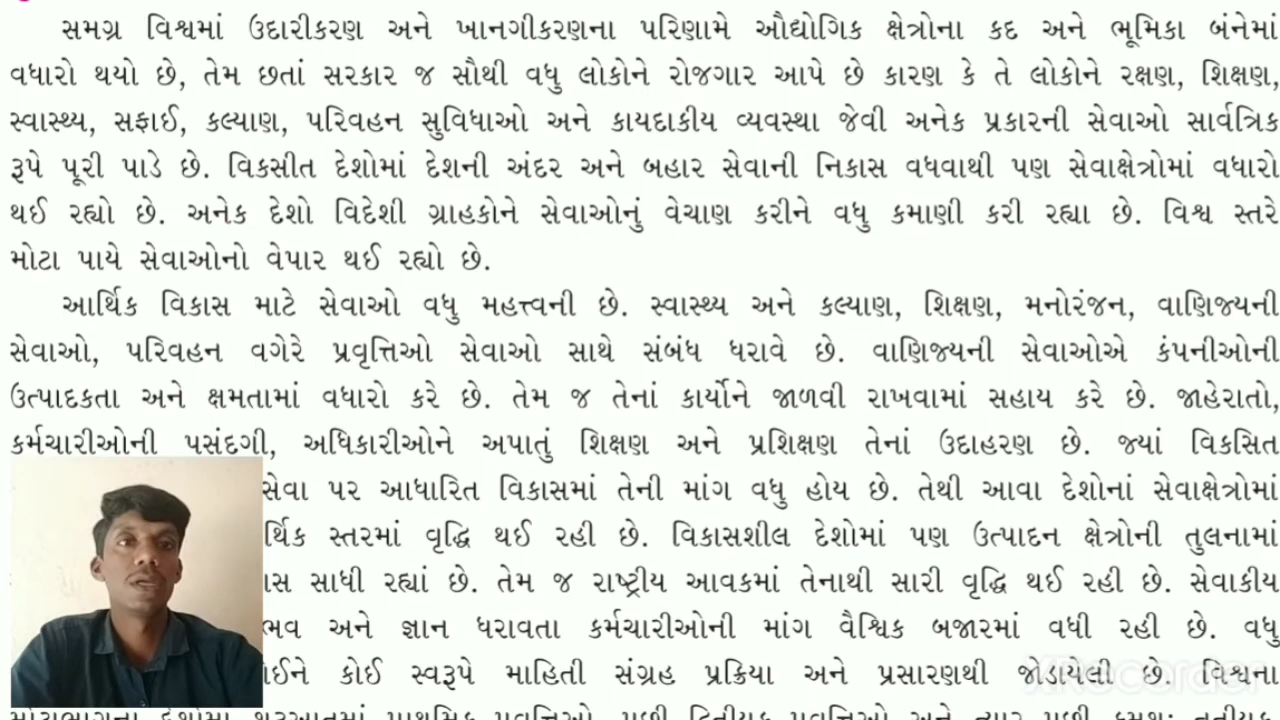 સમગ્ર વિશ્વમાં ઉદારીકરણ અને ખાનગીકરણના પરિણામે ઔદ્યોગિક ક્ષેત્રોના કદ અને ભૂમિકા બંનેમાં
વધારો થયો છે, તેમ છતાં સરકાર જ સૌથી વધુ લોકોને રોજગાર આપે છે કારણ કે તે લોકોને રક્ષણ, શિક્ષણ,
સ્વાસ્થ્ય, સફાઈ, કલ્યાણ, પરિવહન સુવિધાઓ અને કાયદાકીય વ્યવસ્થા જેવી અનેક પ્રકારની સેવાઓ સાર્વત્રિક
રૂપે પૂરી પાડે છે. વિકસીત દેશોમાં દેશની અંદર અને બહાર સેવાની નિકાસ વધવાથી પણ સેવાક્ષેત્રોમાં વધારો
થઈ રહ્યો છે. અનેક દેશો વિદેશી ગ્રાહકોને સેવાઓનું વેચાણ કરીને વધુ કમાણી કરી રહ્યા છે. વિશ્વ સ્તરે
મોટા પાયે સેવાઓનો વેપાર થઈ રહ્યો છે.
આર્થિક વિકાસ માટે સેવાઓ વધુ મહત્ત્વની છે. સ્વાસ્થ્ય અને કલ્યાણ, શિક્ષણ, મનોરંજન, વાણિજ્યની
સેવાઓ, પરિવહન વગેરે પ્રવૃત્તિઓ સેવાઓ સાથે સંબંધ ધરાવે છે. વાણિજ્યની સેવાઓએ કંપનીઓની
ઉત્પાદકતા અને ક્ષમતામાં વધારો કરે છે. તેમ જ તેનાં કાર્યોને જાળવી રાખવામાં સહાય કરે છે. જાહેરાતો,
કર્મચારીઓની પસંદગી, અધિકારીઓને અપાતું શિક્ષણ અને પ્રશિક્ષણ તેનાં ઉદાહરણ છે. જ્યાં વિકસિત
સેવા પર આધારિત વિકાસમાં તેની માંગ વધુ હોય છે. તેથી આવા દેશોનાં સેવાક્ષેત્રોમાં
સ્તરમાં વૃદ્ધિ થઈ રહી છે. વિકાસશીલ દેશોમાં પણ ઉત્પાદન ક્ષેત્રોની તુલનામાં
સાધી રહ્યાં છે. તેમ જ રાષ્ટ્રીય આવકમાં તેનાથી સારી વૃદ્ધિ થઈ રહી છે. સેવાકીય
અને જ્ઞાન ધરાવતા કર્મચારીઓની માંગ વૈશ્વિક બજારમાં વધી રહી છે. વધુ
કોઈ સ્વરૂપે માહિતી સંગ્રહ પ્રક્રિયા અને પ્રસારણથી જોડાયેલી છે. વિશ્વના
XRecorder